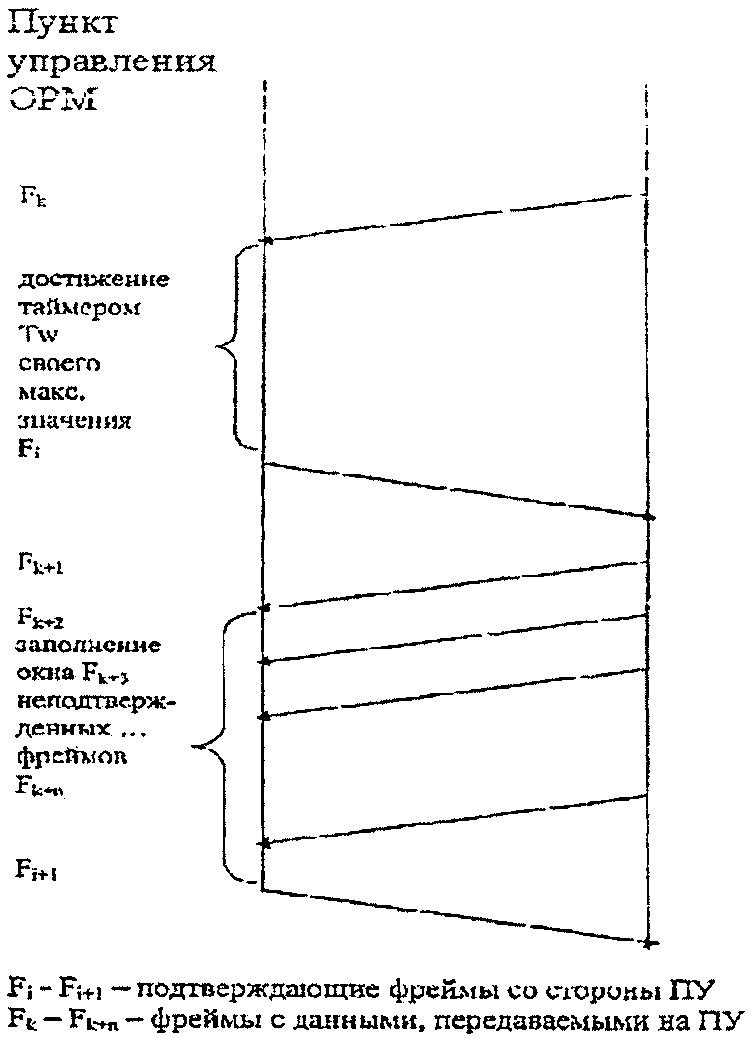 Пункт
управления
ОРМ
Fk
достижение
таймером
Tw
своего
макс.
значения
Fi
Fk+1
Fk+2
заполнение
окна Fk+3
неподтверж-
денных ...
фреймов
Fk+n
Fi+1
Fi - Fi+1 – подтверждающие фреймы со стороны ПУ
Fk – Fk+n – фреймы с данными, передаваемыми на ПУ